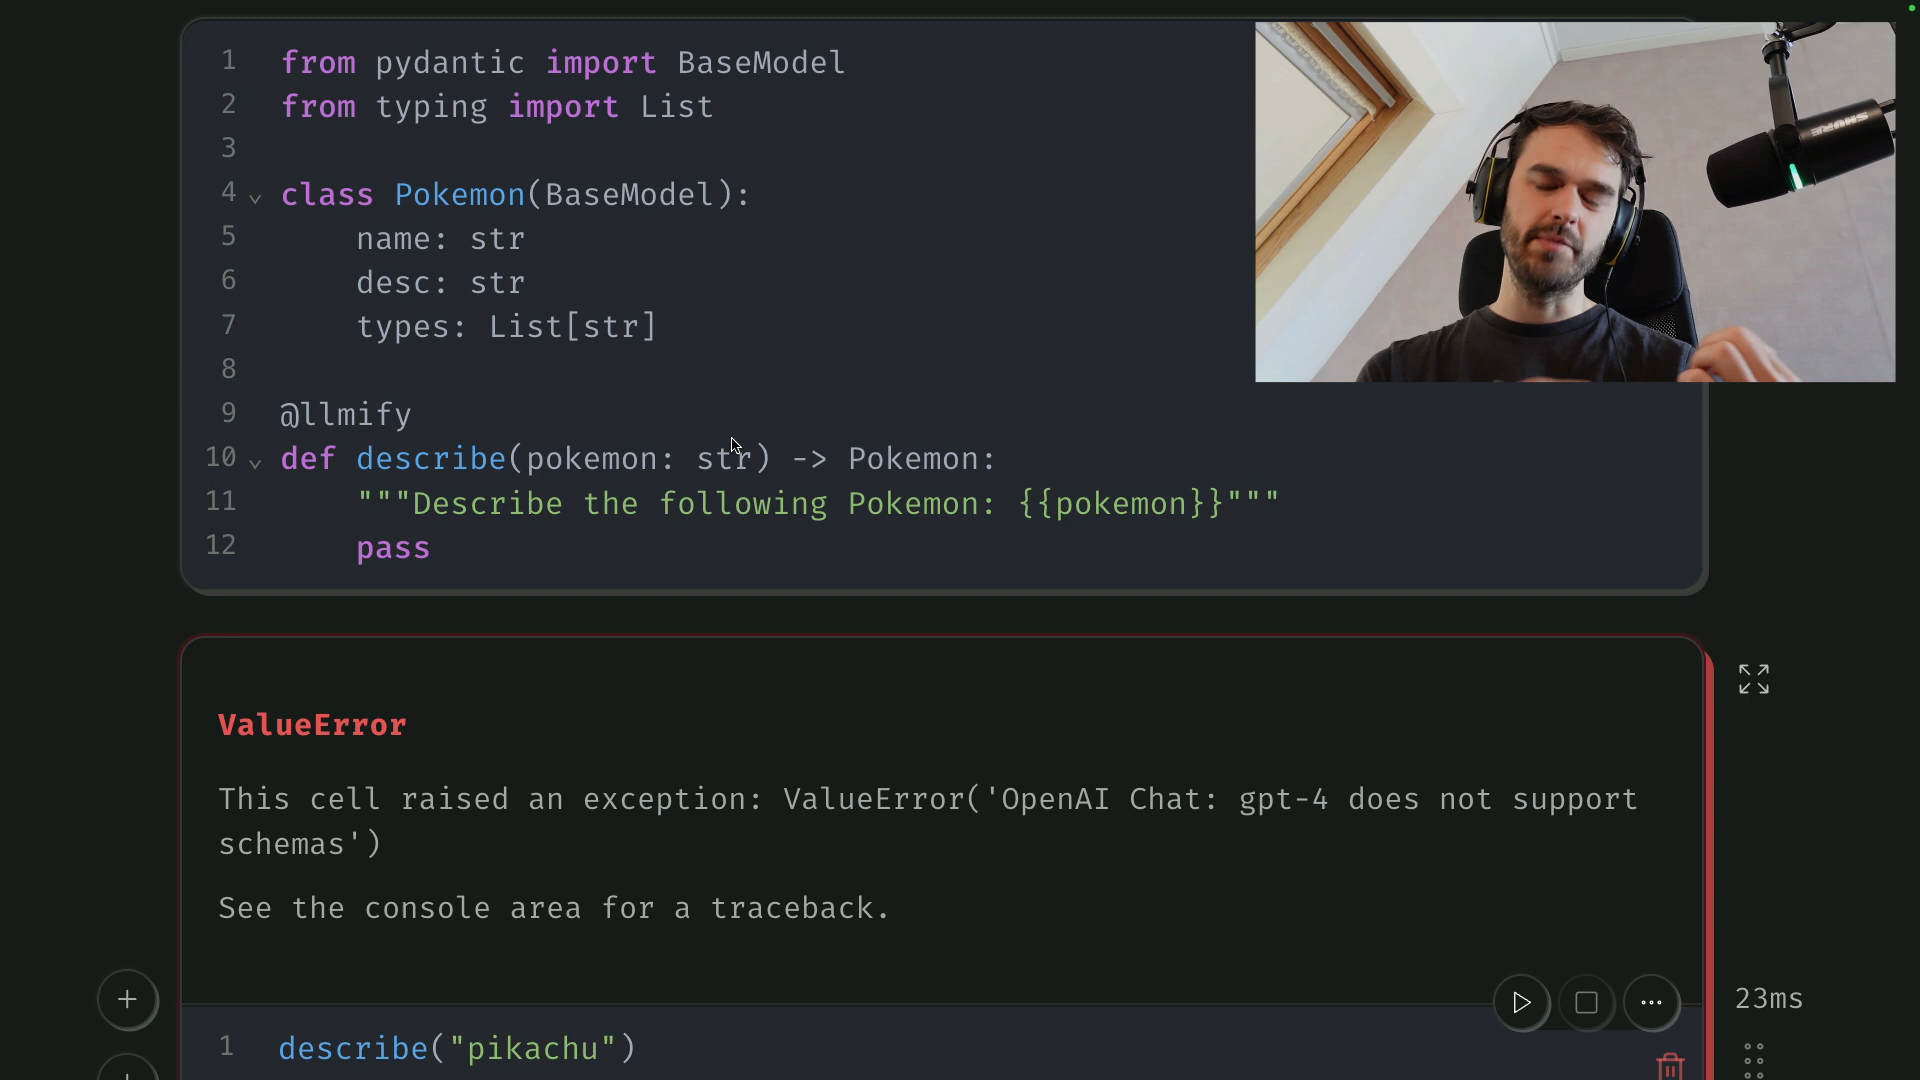 1 from pydantic import BaseModel
2 from typing import List
3
4 class Pokemon(BaseModel):
5     name: str
6     desc: str
7     types: List[str]
8
9 @llmify
10 def describe(pokemon: str) -> Pokemon:
11     """Describe the following Pokemon: {{pokemon}}"""
12     pass
SHURE
ValueError
This cell raised an exception: ValueError('OpenAI Chat: gpt-4 does not support
schemas')
See the console area for a traceback.
23ms
1 describe("pikachu")